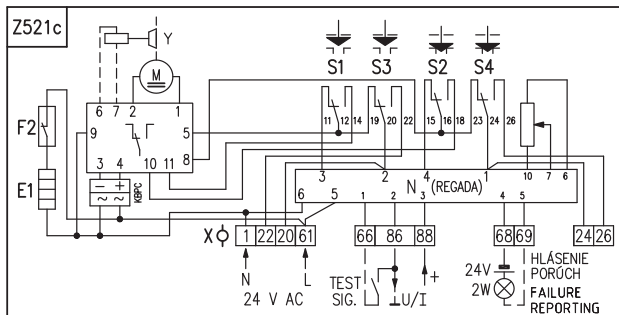 Z521c
Y
M
6 7 2 1
9 5
8
3 4 10 11
− +
~ ~
KBPC
F2
E1
S1 S3 S2 S4
11 12 14 19 20 22 15 16 18 23 24 26
10 7 6
3 2 4 1
N (REGADA)
6 5 1 2 3 4 5
X 1 22 20 61 66 86 88 68 69 24 26
N L
24 V AC
TEST
SIG.
⊥U/I
+
24V
2W
HLÁSENIE
PORÚCH
FAILURE
REPORTING